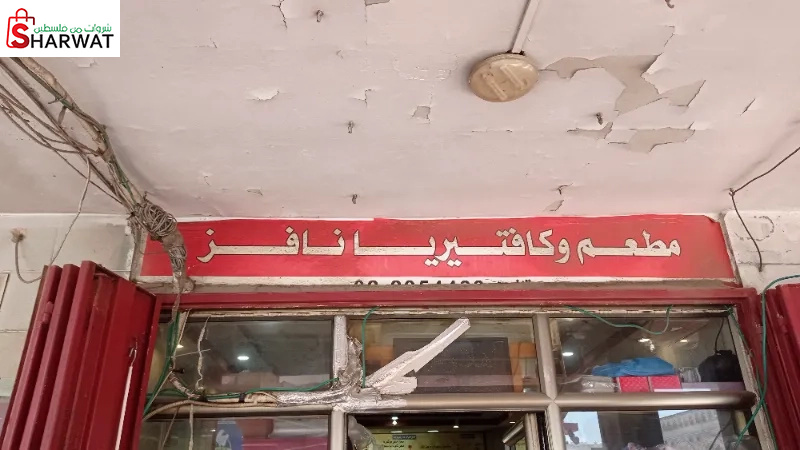 شروات من فلسطين
SHARWAT
مطعم وكافتيريا نافز